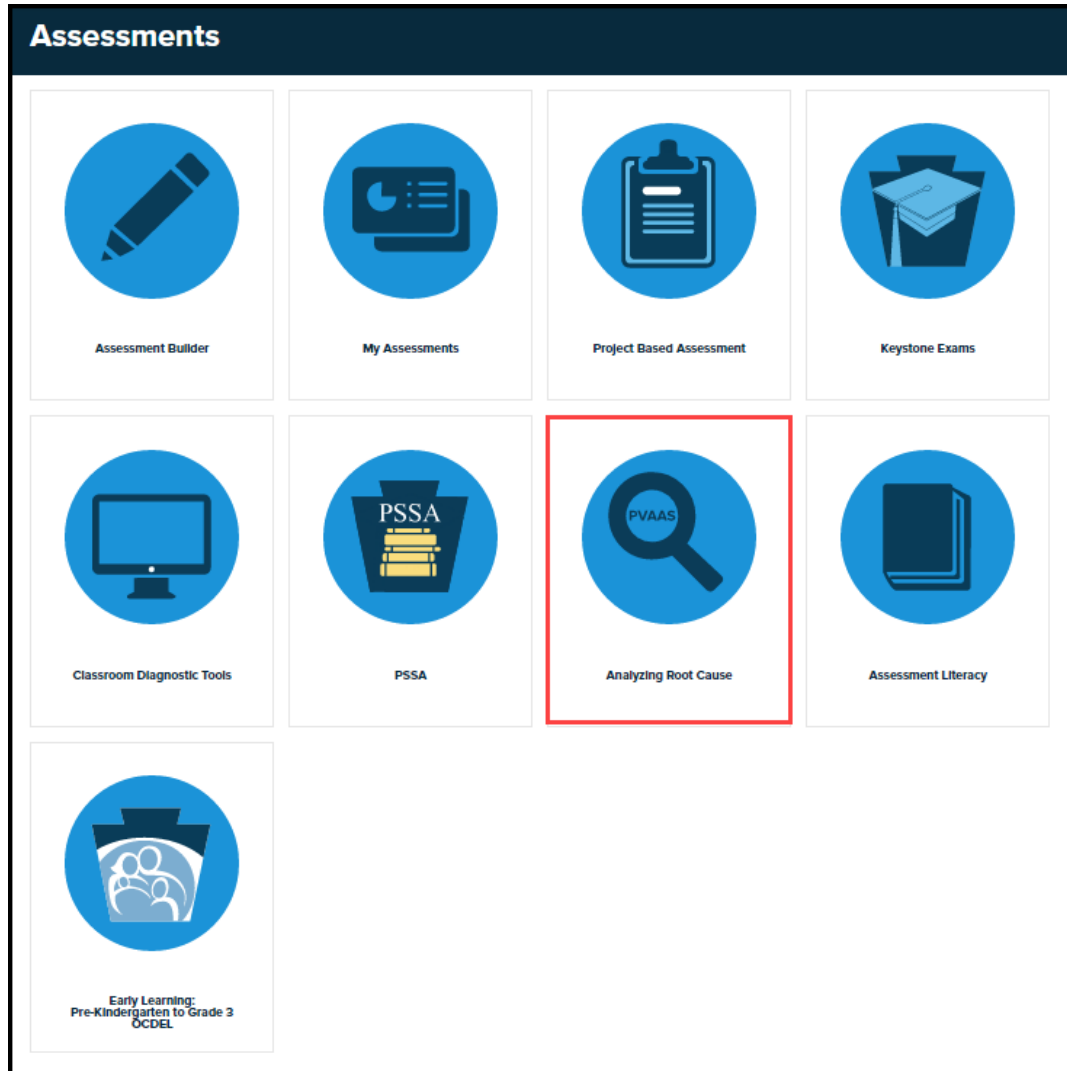 Assessments
Assessment Builder
My Assessments
Project Based Assessment
Keystone Exams
Classroom Diagnostic Tools
PSSA
PSSA
PVAAS
Analyzing Root Cause
Assessment Literacy
Early Learning:
Pre-Kindergarten to Grade 3
OCDEL